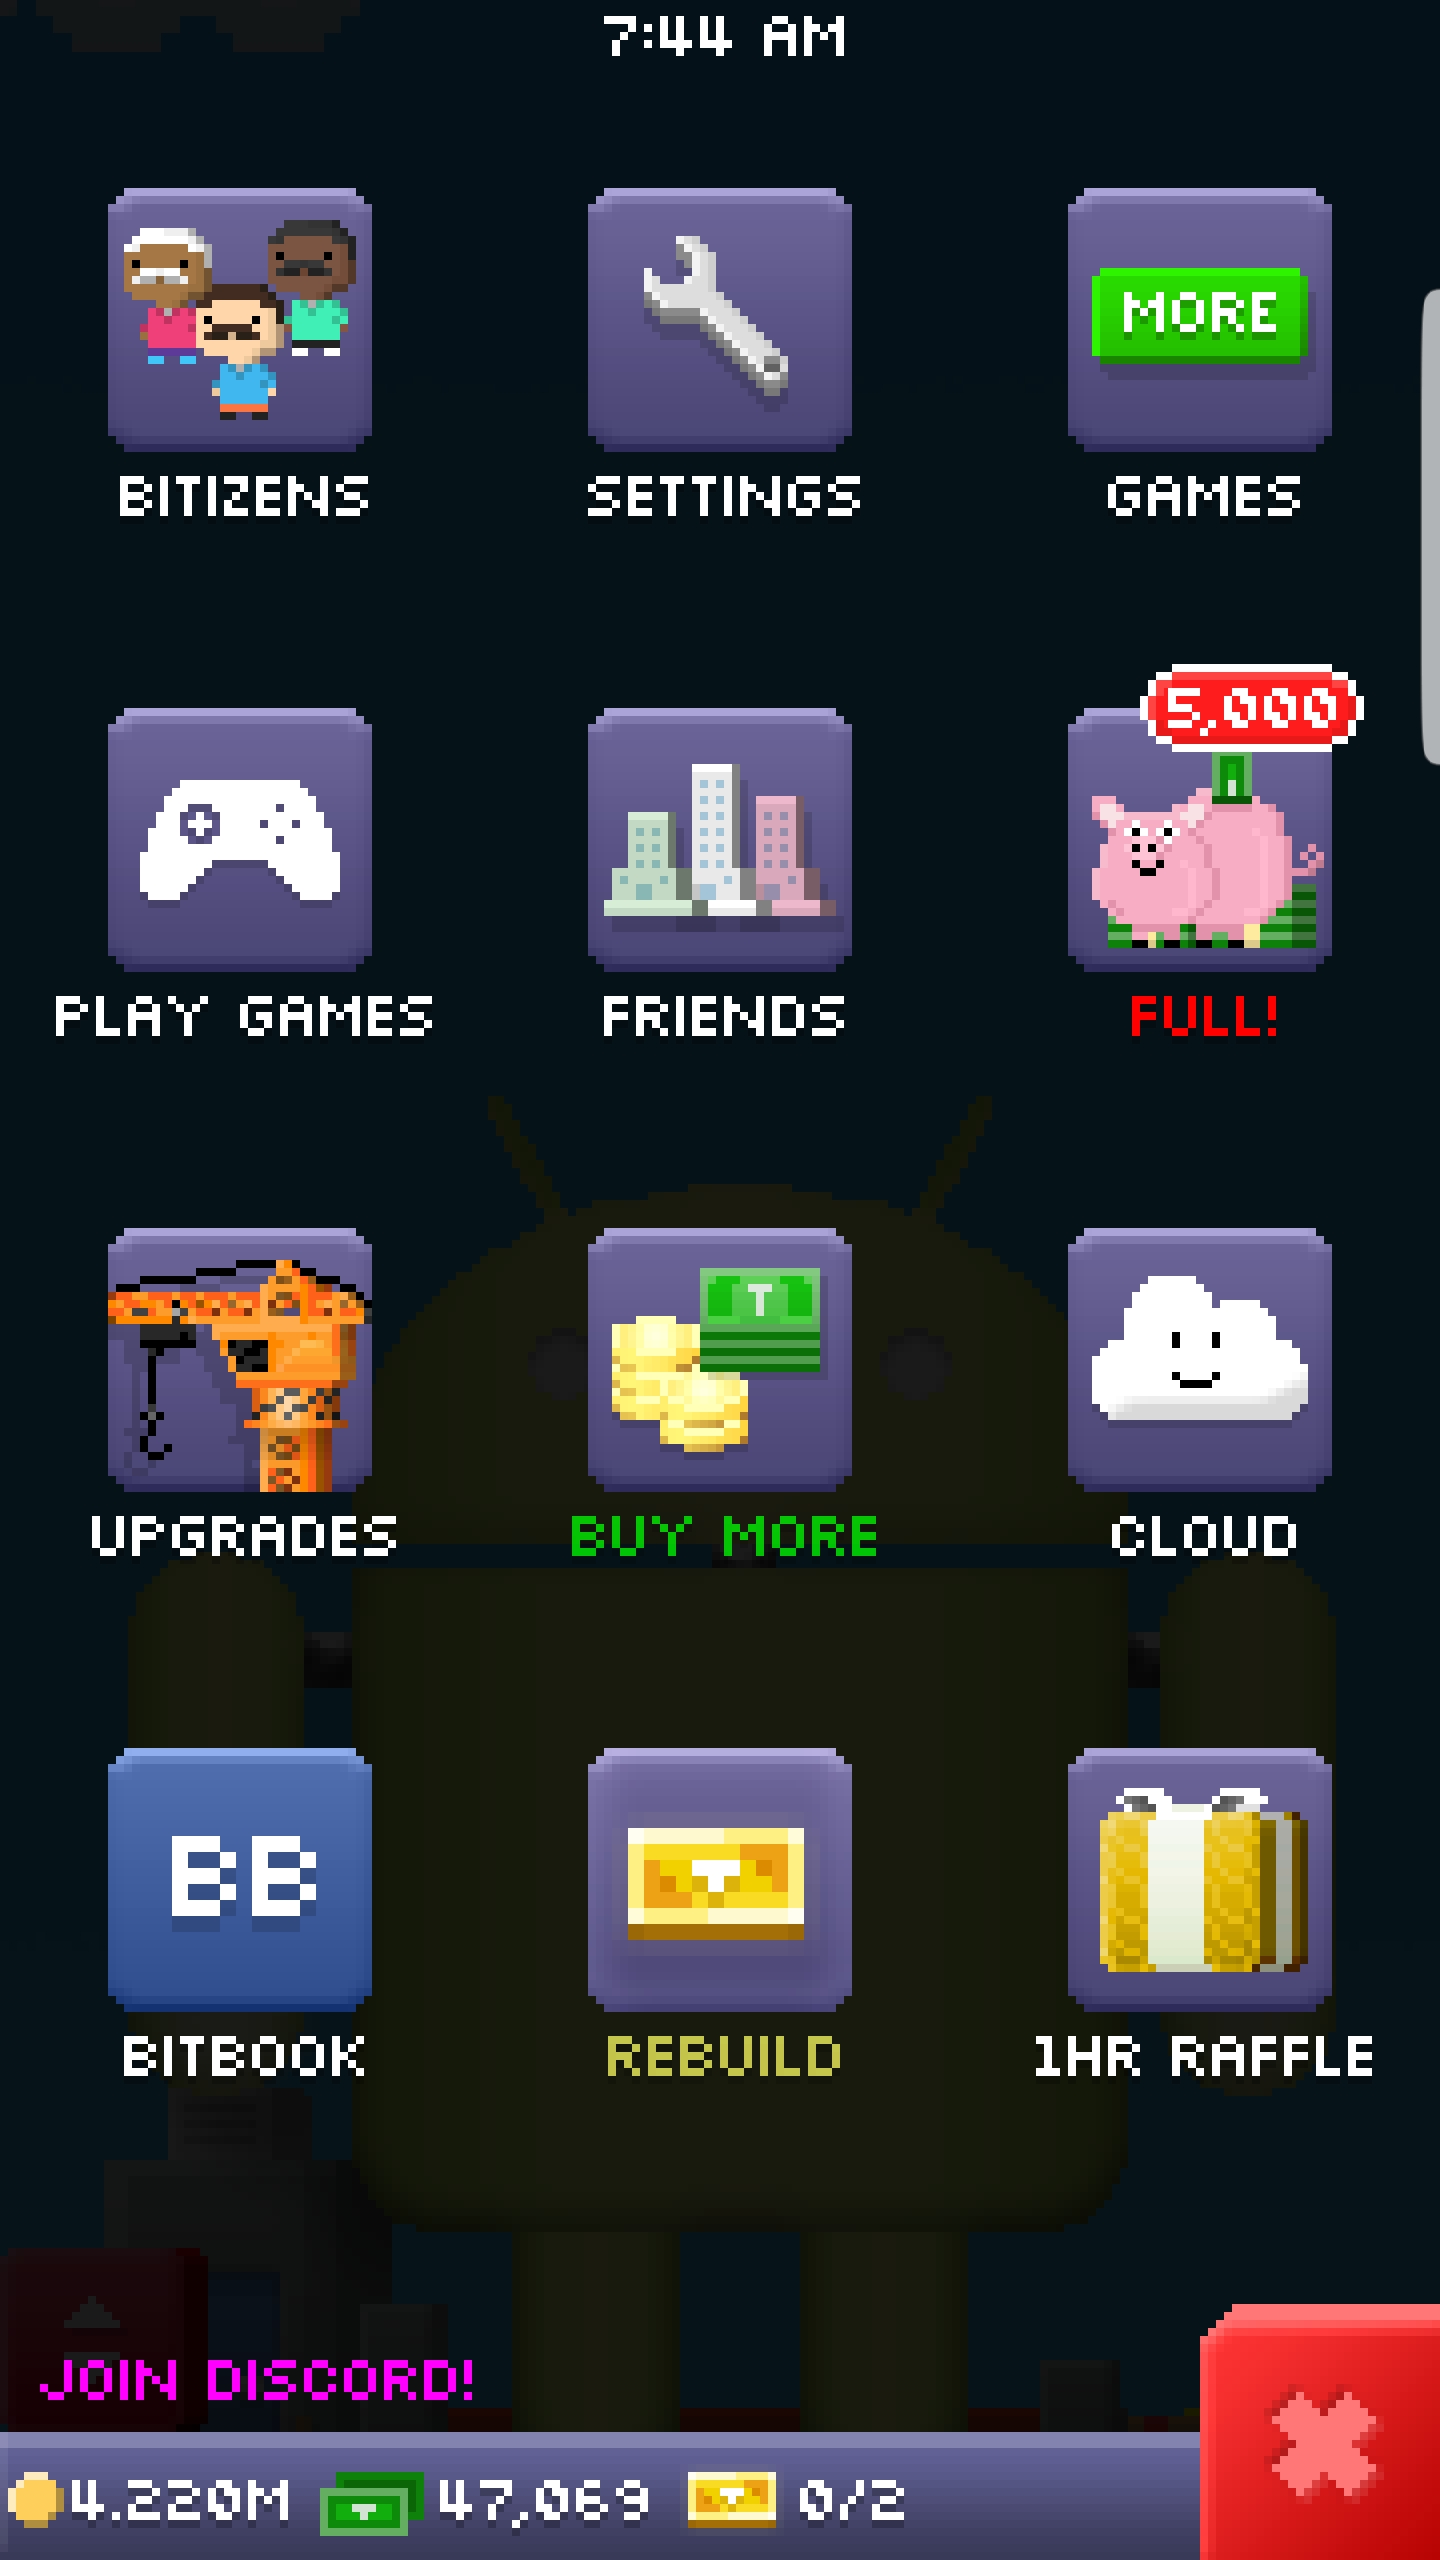 7:44 AM
MORE
BITIZENS
SETTINGS
GAMES
5,000
PLAY GAMES
FRIENDS
FULL!
T
UPGRADES
BUY MORE
CLOUD
BB
BITBOOK
REBUILD
1HR RAFFLE
JOIN DISCORD!
4.220M 47,069 0/2